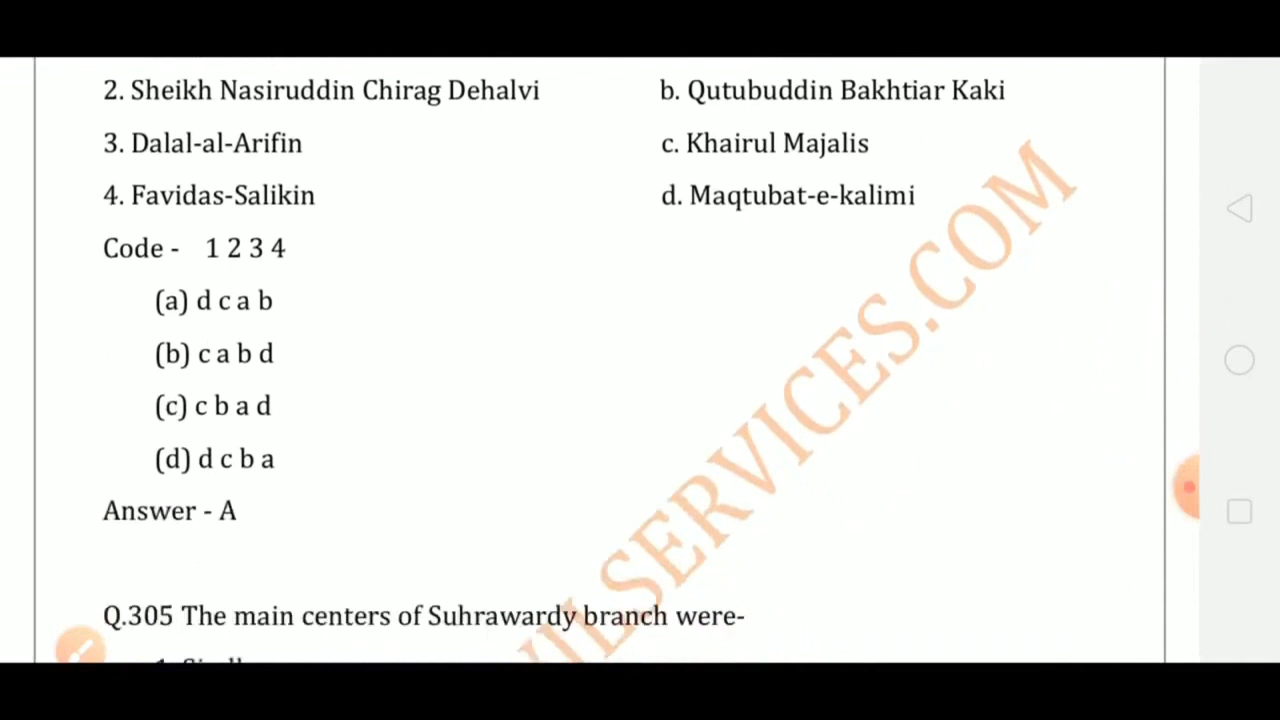 2. Sheikh Nasiruddin Chirag Dehalvi b. Qutubuddin Bakhtiar Kaki
3. Dalal-al-Arifin c. Khairul Majalis
4. Favidas-Salikin d. Maqtubat-e-kalimi
Code - 1 2 3 4
(a) d c a b
(b) c a b d
(c) c b a d
(d) d c b a
Answer - A
ILSERVICES.COM
Q.305 The main centers of Suhrawardy branch were-